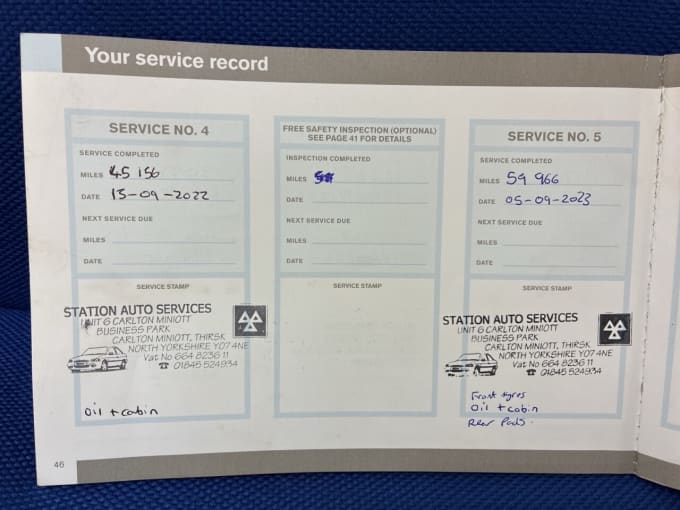 Your service record
SERVICE NO. 4
SERVICE COMPLETED
MILES 45 156
DATE 13-09-2022
NEXT SERVICE DUE
MILES
DATE
SERVICE STAMP
STATION AUTO SERVICES
UNIT 6 CARLTON MINIOTT
BUSINESS PARK
CARLTON MINIOTT, THIRSK
NORTH YORKSHIRE YO7 4NE
Vat No 664 8236 11
☎ 01845 524934
oil + cabin
FREE SAFETY INSPECTION (OPTIONAL)
SEE PAGE 41 FOR DETAILS
INSPECTION COMPLETED
MILES
DATE
NEXT SERVICE DUE
MILES
DATE
SERVICE STAMP
SERVICE NO. 5
SERVICE COMPLETED
MILES 59 966
DATE 05-09-2023
NEXT SERVICE DUE
MILES
DATE
SERVICE STAMP
STATION AUTO SERVICES
UNIT 6 CARLTON MINIOTT
BUSINESS PARK
CARLTON MINIOTT, THIRSK
NORTH YORKSHIRE YO7 4NE
Vat No 664 8236 11
☎ 01845 524934
Front tyres
Oil + cabin
Rear Pads.
46